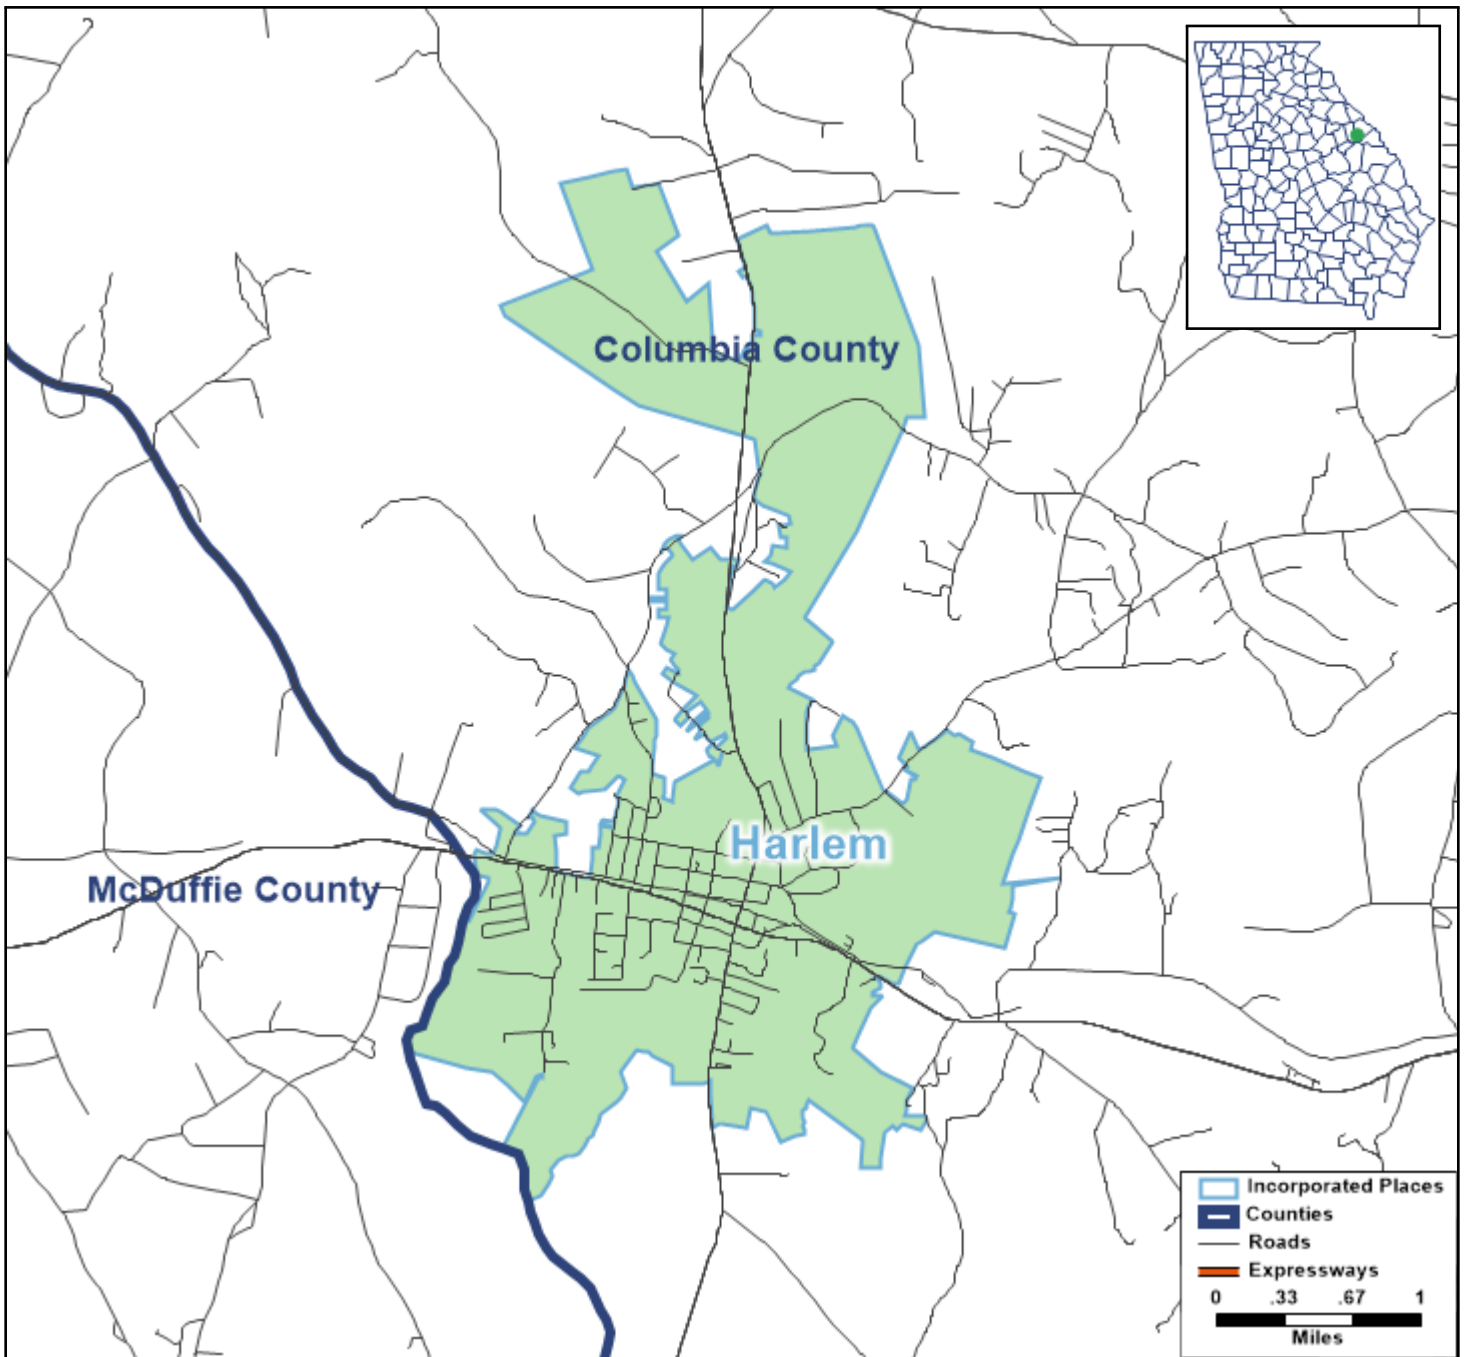 Columbia County
Harlem
McDuffie County
Incorporated Places
Counties
Roads
Expressways
0 .33 .67 1
Miles